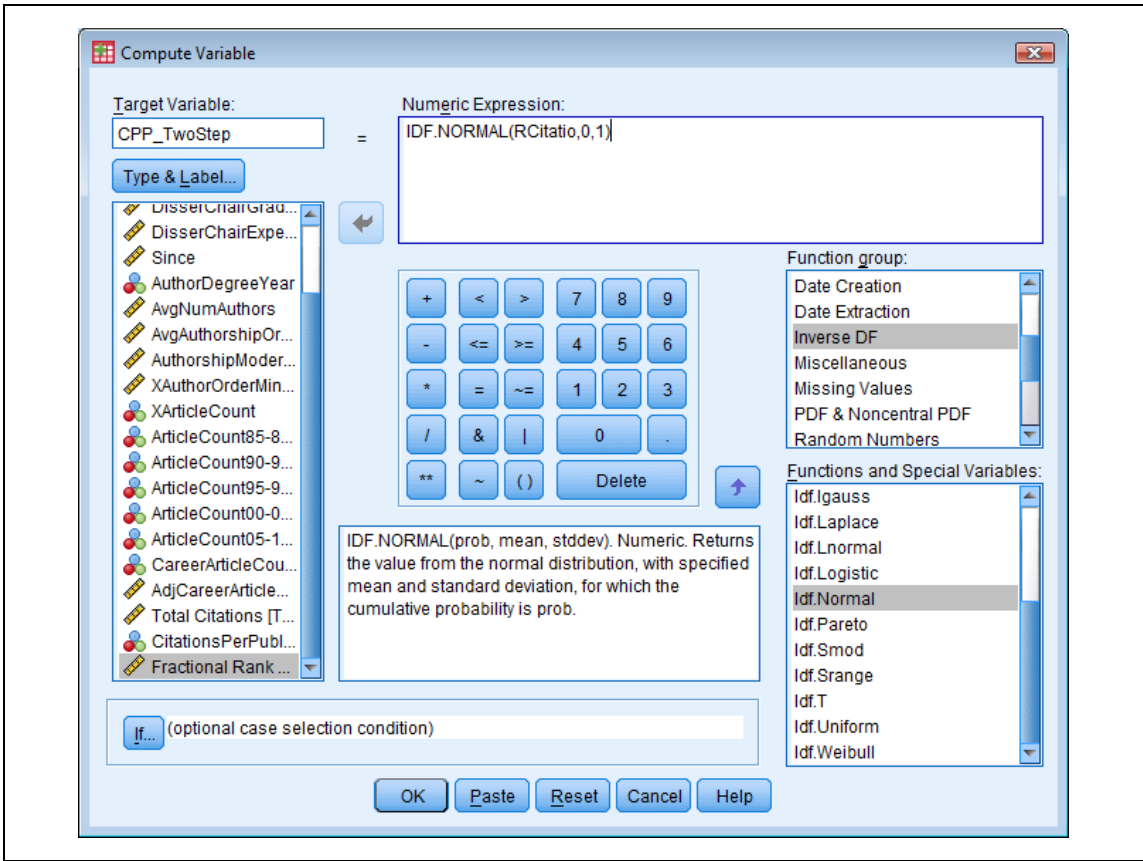 Compute Variable
Target Variable:
CPP_TwoStep
=
Numeric Expression:
IDF.NORMAL(RCitatio,0,1)
Type & Label...
DisserChairGrad...
DisserChairExpe...
Since
AuthorDegreeYear
AvgNumAuthors
AvgAuthorshipOr...
AuthorshipModer...
XAuthorOrderMin...
XArticleCount
ArticleCount85-8...
ArticleCount90-9...
ArticleCount95-9...
ArticleCount00-0...
ArticleCount05-1...
CareerArticleCou...
AdjCareerArticle...
Total Citations [T...
CitationsPerPubl...
Fractional Rank ...
+ < > 7 8 9
- <= >= 4 5 6
* = ~= 1 2 3
/ & | 0 .
** ~ ( ) Delete
IDF.NORMAL(prob, mean, stddev). Numeric. Returns
the value from the normal distribution, with specified
mean and standard deviation, for which the
cumulative probability is prob.
Function group:
Date Creation
Date Extraction
Inverse DF
Miscellaneous
Missing Values
PDF & Noncentral PDF
Random Numbers
Functions and Special Variables:
Idf.Igauss
Idf.Laplace
Idf.Lnormal
Idf.Logistic
Idf.Normal
Idf.Pareto
Idf.Smod
Idf.Srange
Idf.T
Idf.Uniform
Idf.Weibull
If... (optional case selection condition)
OK Paste Reset Cancel Help